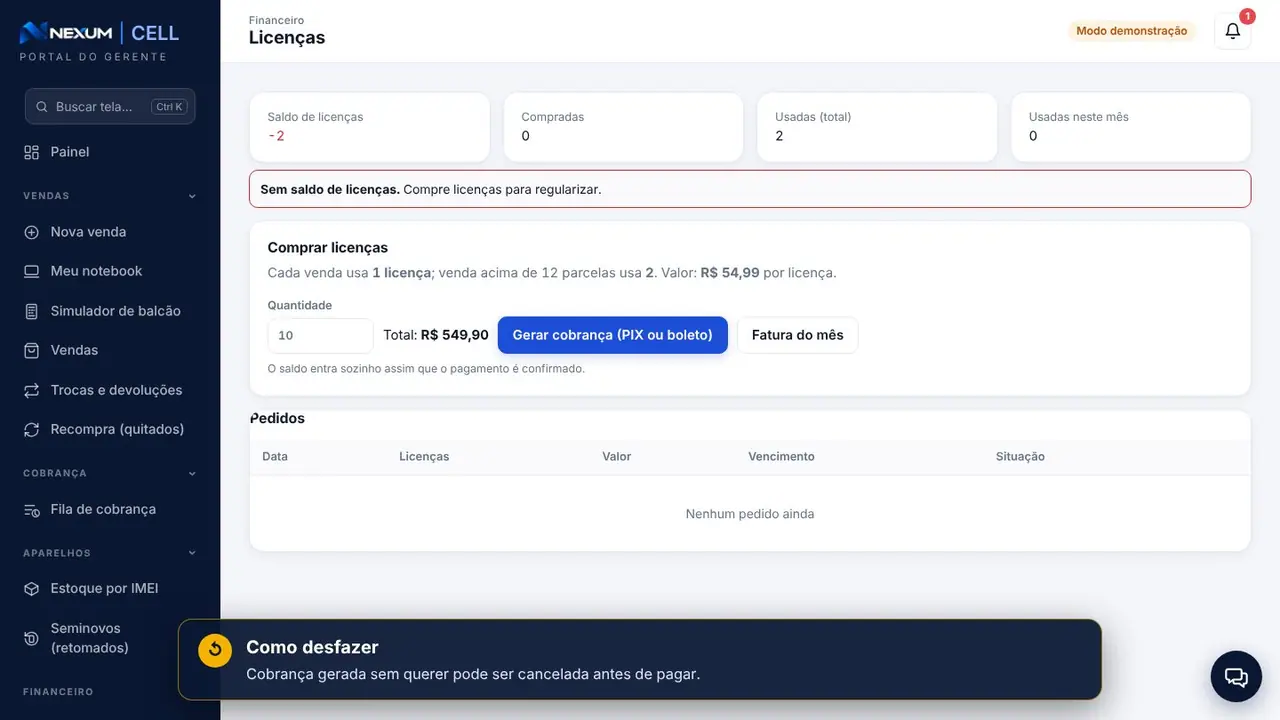 NEXUM | CELL
PORTAL DO GERENTE
Buscar tela... Ctrl K
Painel
VENDAS
Nova venda
Meu notebook
Simulador de balcão
Vendas
Trocas e devoluções
Recompra (quitados)
COBRANÇA
Fila de cobrança
APARELHOS
Estoque por IMEI
Seminovos
(retomados)
FINANCEIRO
Financeiro
Licenças
Modo demonstração
1
Saldo de licenças
-2
Compradas
0
Usadas (total)
2
Usadas neste mês
0
Sem saldo de licenças. Compre licenças para regularizar.
Comprar licenças
Cada venda usa 1 licença; venda acima de 12 parcelas usa 2. Valor: R$ 54,99 por licença.
Quantidade
10 Total: R$ 549,90 Gerar cobrança (PIX ou boleto) Fatura do mês
O saldo entra sozinho assim que o pagamento é confirmado.
Pedidos
Data Licenças Valor Vencimento Situação
Nenhum pedido ainda
Como desfazer
Cobrança gerada sem querer pode ser cancelada antes de pagar.